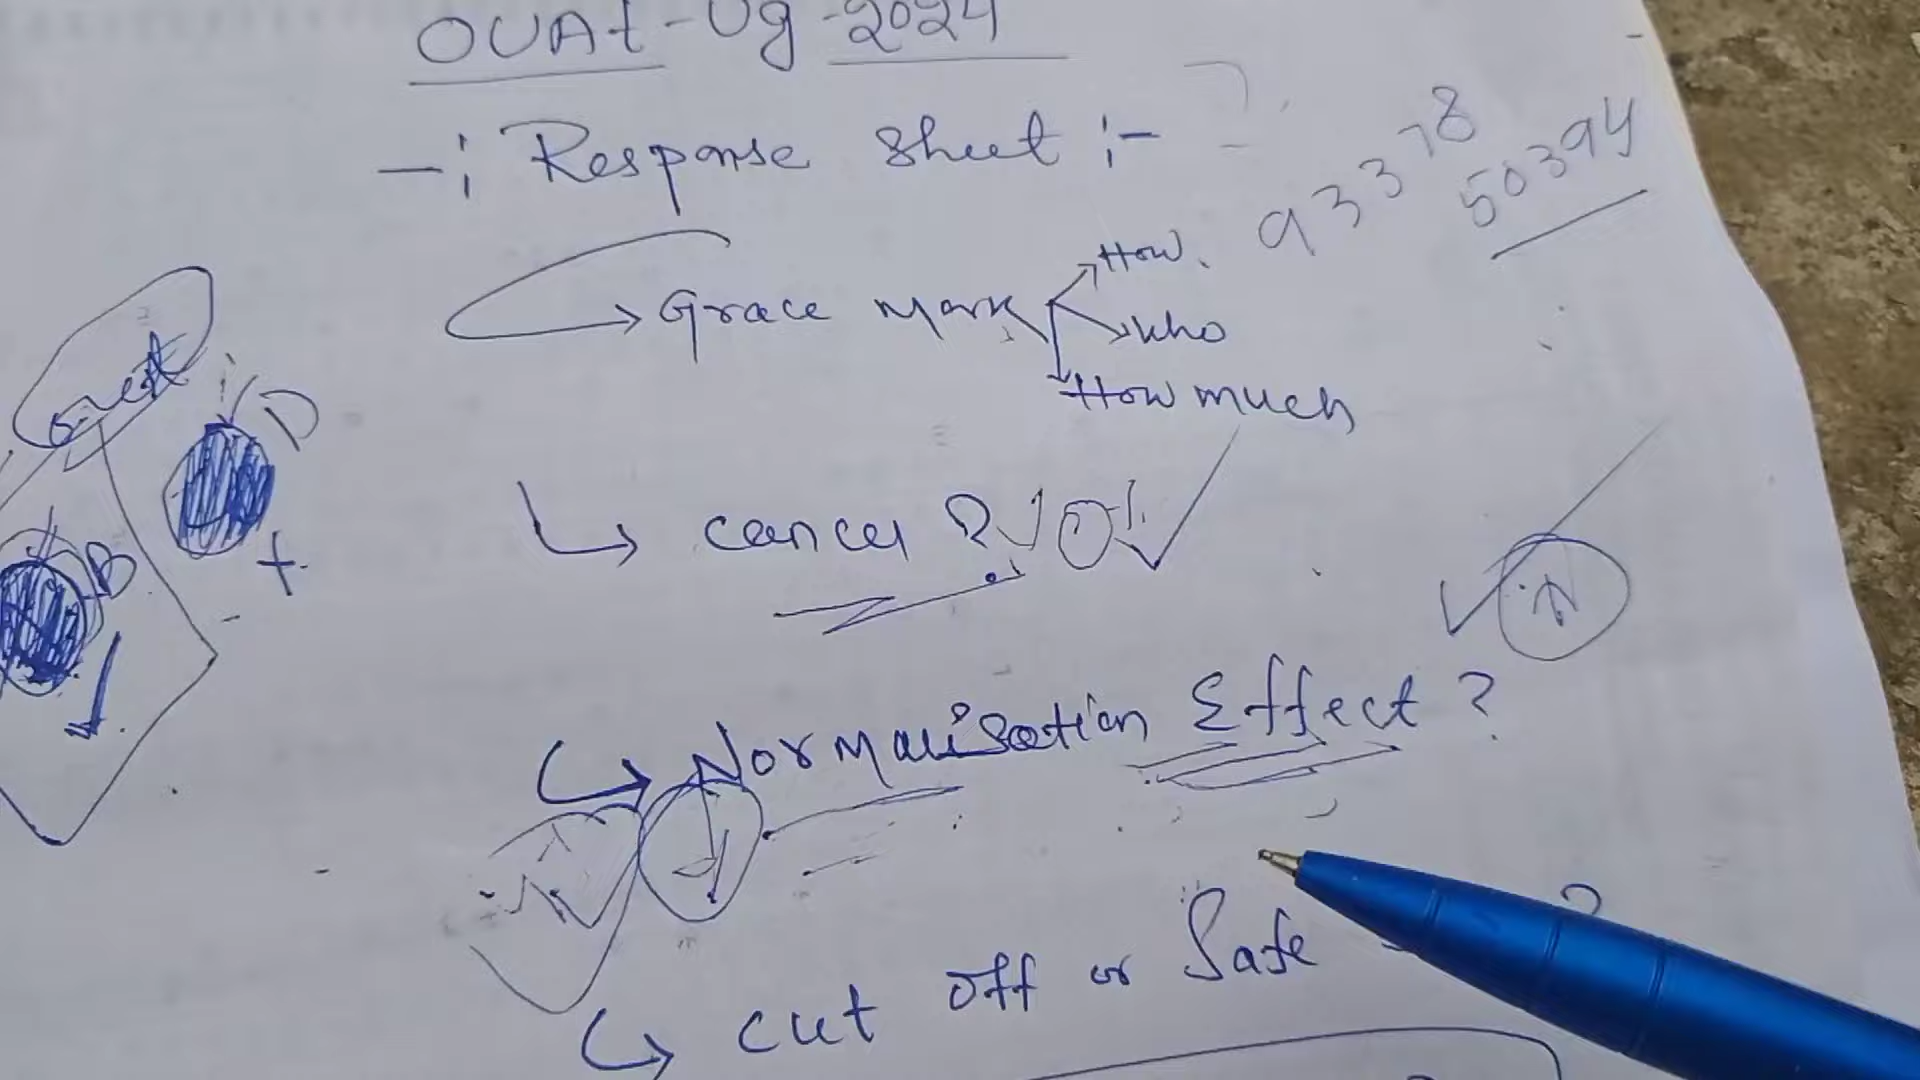 OUAt-Ug-2024
-: Response Sheet :-
93378
50394
→ Grace Mark
How
who
How much
cancel ?
Normalisation Effect ?
cut off or Safe
?
D
B